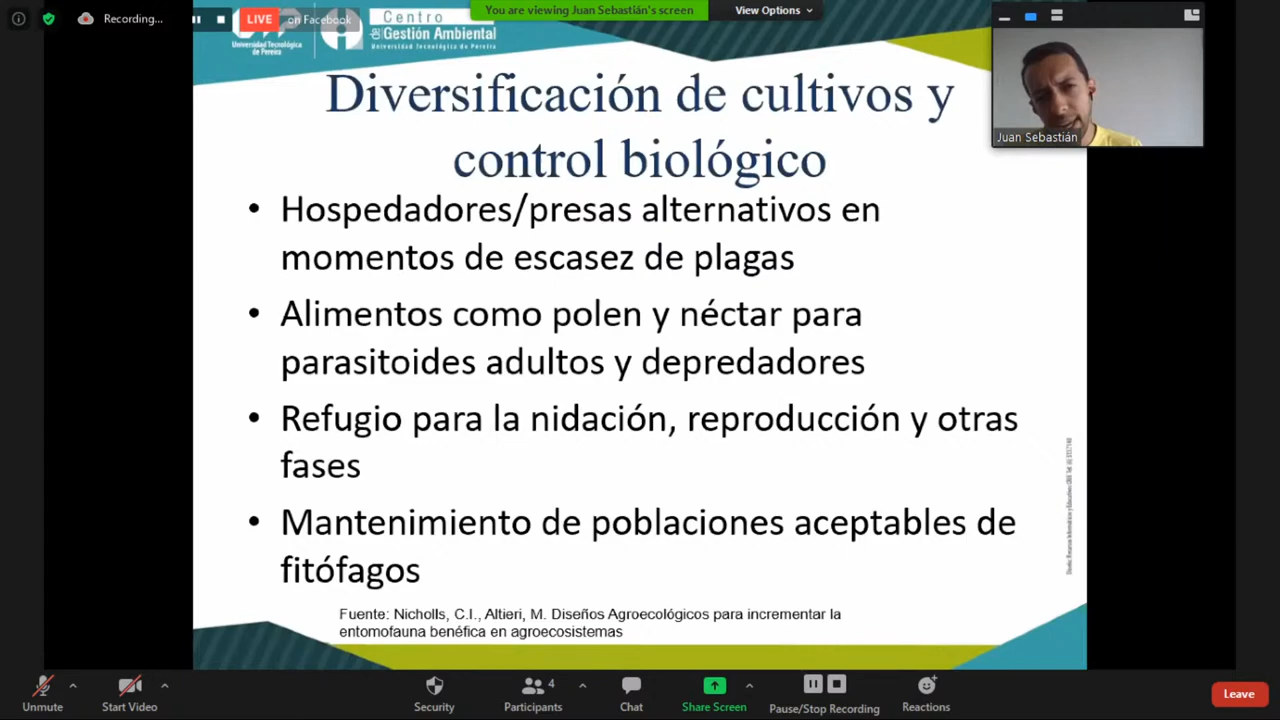 Recording...
LIVE
on Facebook
You are viewing Juan Sebastián's screen
View Options
Universidad Tecnológica
de Pereira
Centro
de Gestión Ambiental
Universidad Tecnológica de Pereira
Juan Sebastián
Diversificación de cultivos y
control biológico
• Hospedadores/presas alternativos en
momentos de escasez de plagas
• Alimentos como polen y néctar para
parasitoides adultos y depredadores
• Refugio para la nidación, reproducción y otras
fases
• Mantenimiento de poblaciones aceptables de
fitófagos
Fuente: Nicholls, C.I., Altieri, M. Diseños Agroecológicos para incrementar la
entomofauna benéfica en agroecosistemas
Unmute
Start Video
Security
4
Participants
Chat
Share Screen
Pause/Stop Recording
Reactions
Leave